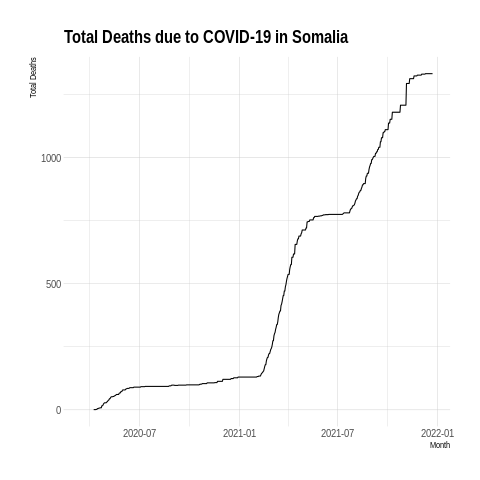 Total Deaths due to COVID-19 in Somalia
Total Deaths
1000
500
0
2020-07 2021-01 2021-07 2022-01
Month